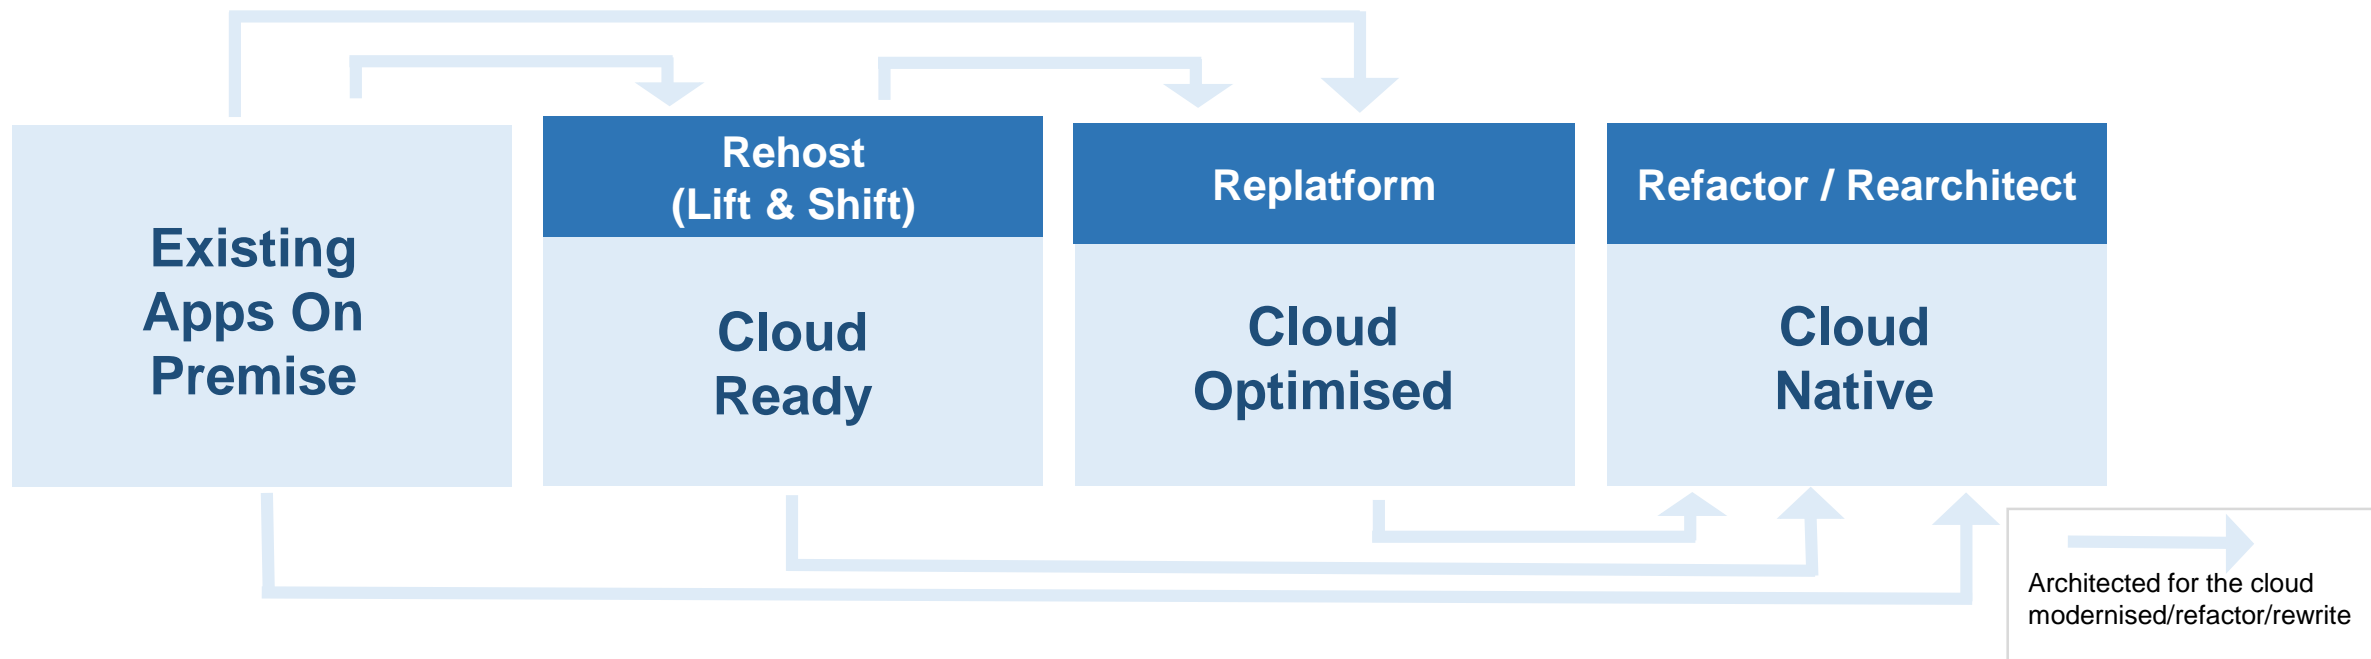 Existing
Apps On
Premise
Rehost
(Lift & Shift)
Cloud
Ready
Replatform
Cloud
Optimised
Refactor / Rearchitect
Cloud
Native
Architected for the cloud
modernised/refactor/rewrite